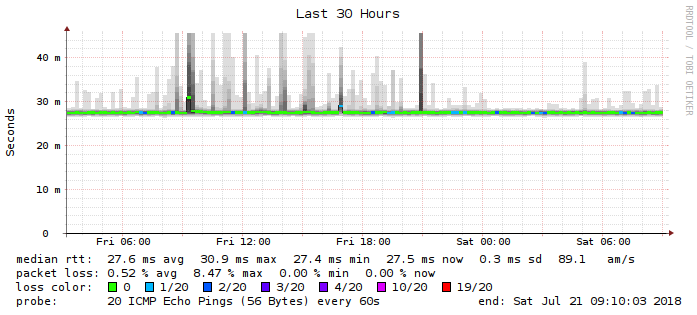 Last 30 Hours
RRDTOOL / TOBI OETIKER
Seconds
40 m
30 m
20 m
10 m
0
Fri 06:00 Fri 12:00 Fri 18:00 Sat 00:00 Sat 06:00
median rtt: 27.6 ms avg 30.9 ms max 27.4 ms min 27.5 ms now 0.3 ms sd 89.1 am/s
packet loss: 0.52 % avg 8.47 % max 0.00 % min 0.00 % now
loss color: 0 1/20 2/20 3/20 4/20 10/20 19/20
probe: 20 ICMP Echo Pings (56 Bytes) every 60s end: Sat Jul 21 09:10:03 2018